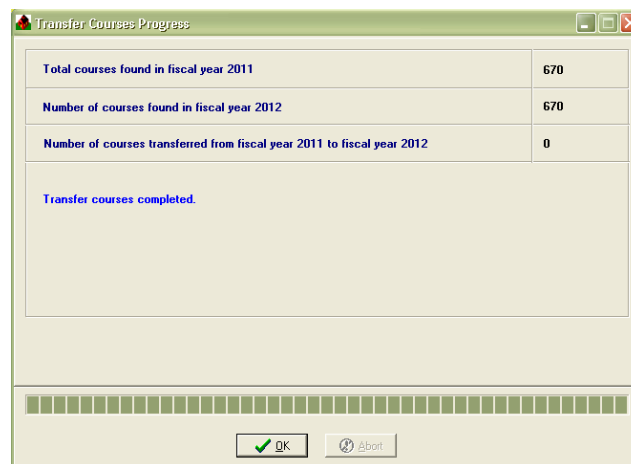 Transfer Courses Progress
Total courses found in fiscal year 2011 670
Number of courses found in fiscal year 2012 670
Number of courses transferred from fiscal year 2011 to fiscal year 2012 0
Transfer courses completed.
OK Abort